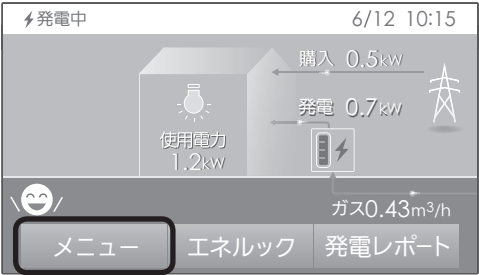 発電中 6/12 10:15
購入 0.5kW
発電 0.7kW
使用電力
1.2kW
ガス0.43m³/h
メニュー エネルック 発電レポート